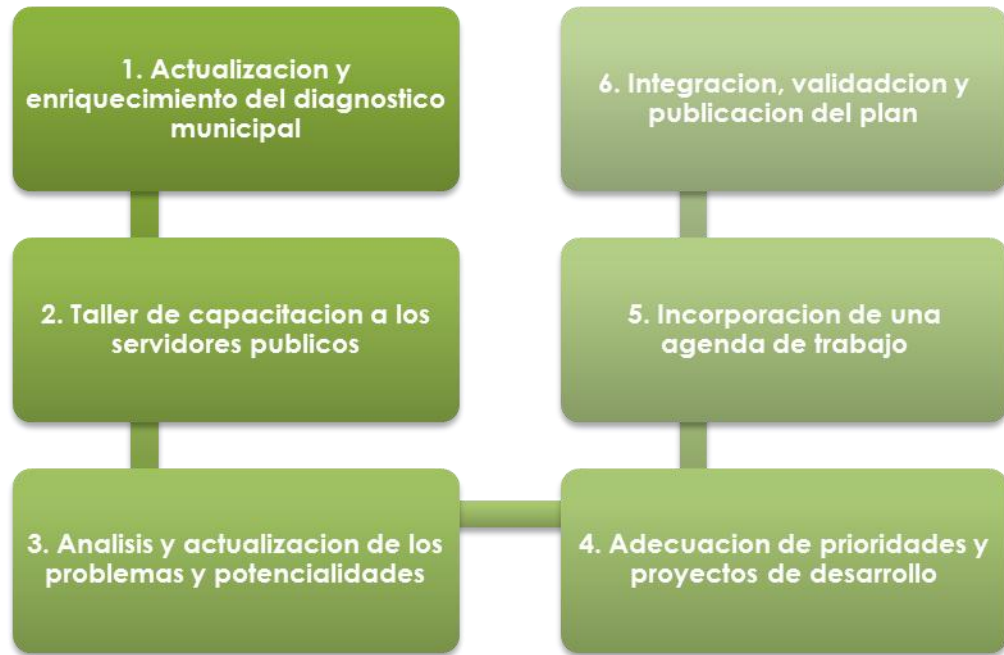 1. Actualizacion y
enriquecimiento del diagnostico
municipal
2. Taller de capacitacion a los
servidores publicos
3. Analisis y actualizacion de los
problemas y potencialidades
4. Adecuacion de prioridades y
proyectos de desarrollo
5. Incorporacion de una
agenda de trabajo
6. Integracion, validadcion y
publicacion del plan